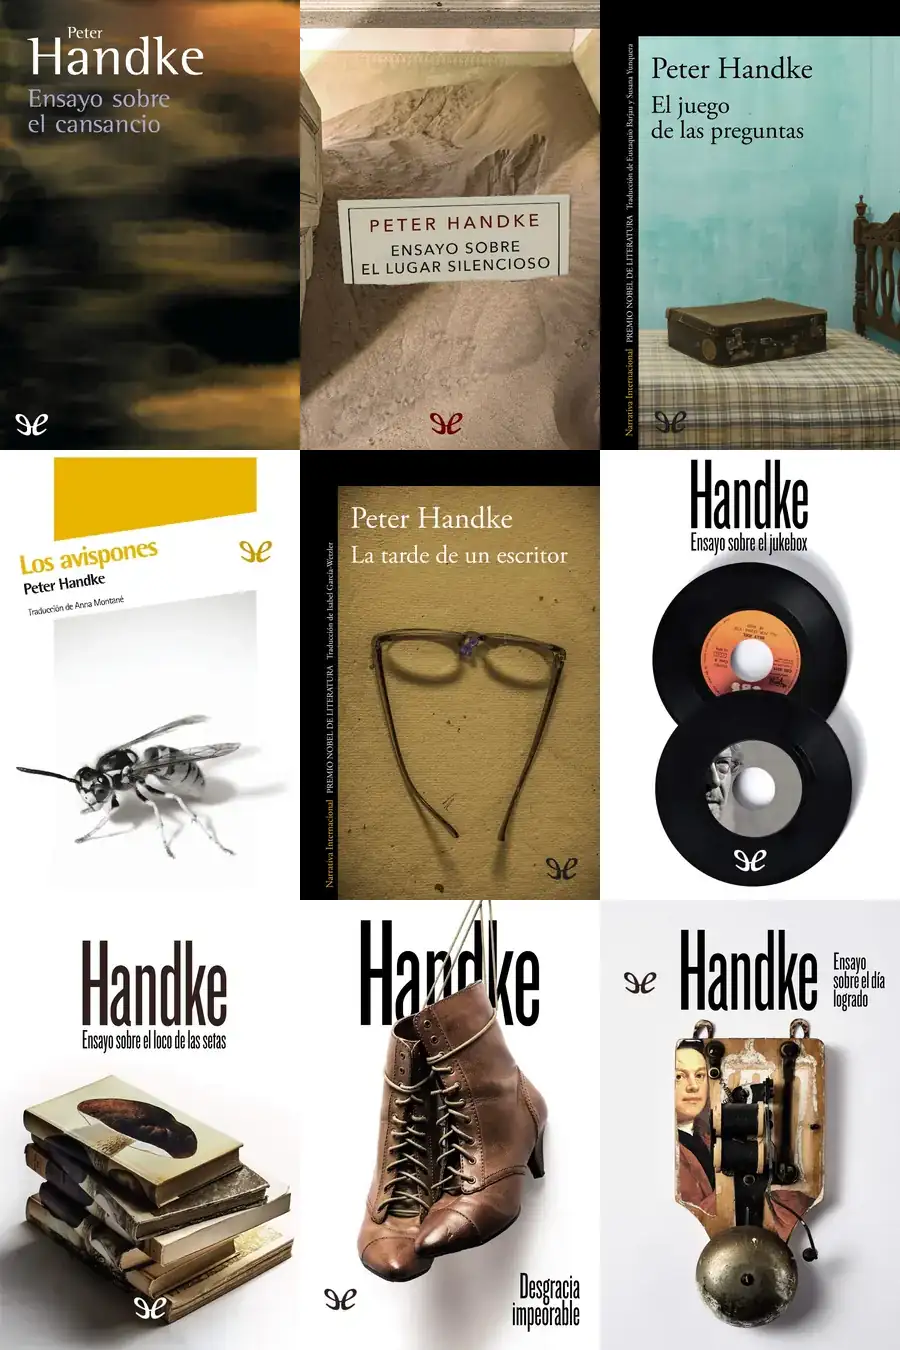 Peter
Handke
Ensayo sobre
el cansancio
PETER HANDKE
ENSAYO SOBRE
EL LUGAR SILENCIOSO
Peter Handke
El juego
de las preguntas
Narrativa Internacional PREMIO NOBEL DE LITERATURA Traducción de Eustaquio Barjau y Susana Yunquera
Los avispones
Peter Handke
Traducción de Anna Montané
Peter Handke
La tarde de un escritor
Narrativa Internacional PREMIO NOBEL DE LITERATURA Traducción de Isabel García-Wetzler
Handke
Ensayo sobre el jukebox
Handke
Ensayo sobre el loco de las setas
Handke
Desgracia
impeorable
Handke
Ensayo
sobre el día
logrado